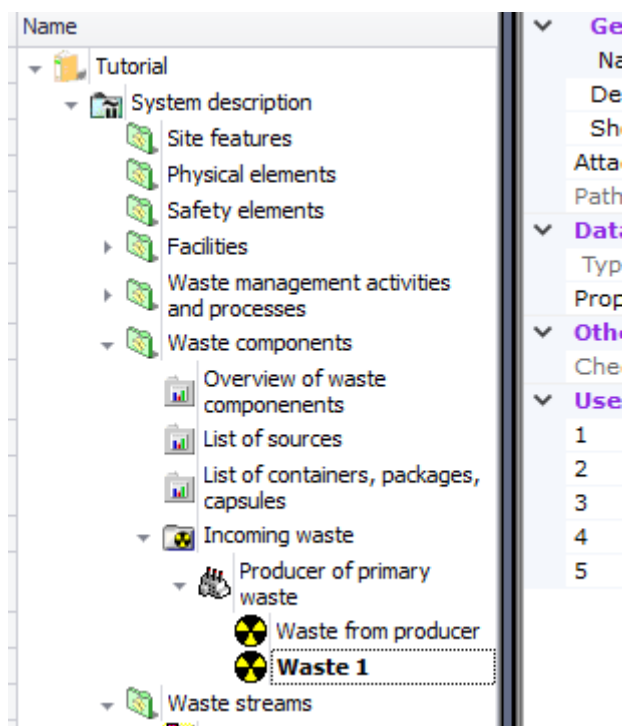 Name
Tutorial
System description
Site features
Physical elements
Safety elements
Facilities
Waste management activities
and processes
Waste components
Overview of waste
componenents
List of sources
List of containers, packages,
capsules
Incoming waste
Producer of primary
waste
Waste from producer
Waste 1
Waste streams
Ge
Na
De
Sh
Atta
Path
Data
Typ
Prop
Othe
Che
Use
1
2
3
4
5